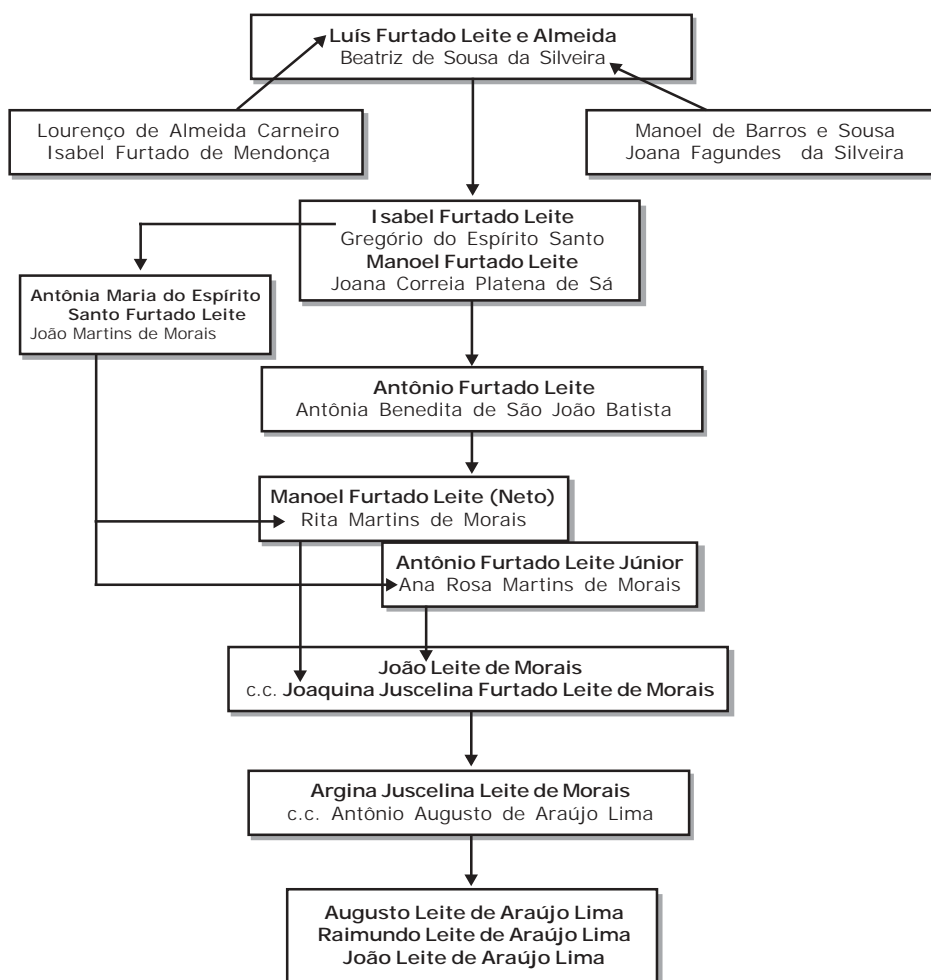 Luís Furtado Leite e Almeida
Beatriz de Sousa da Silveira
Lourenço de Almeida Carneiro
Isabel Furtado de Mendonça
Manoel de Barros e Sousa
Joana Fagundes da Silveira
Isabel Furtado Leite
Gregório do Espírito Santo
Manoel Furtado Leite
Joana Correia Platena de Sá
Antônia Maria do Espírito
Santo Furtado Leite
João Martins de Morais
Antônio Furtado Leite
Antônia Benedita de São João Batista
Manoel Furtado Leite (Neto)
Rita Martins de Morais
Antônio Furtado Leite Júnior
Ana Rosa Martins de Morais
João Leite de Morais
c.c. Joaquina Juscelina Furtado Leite de Morais
Argina Juscelina Leite de Morais
c.c. Antônio Augusto de Araújo Lima
Augusto Leite de Araújo Lima
Raimundo Leite de Araújo Lima
João Leite de Araújo Lima